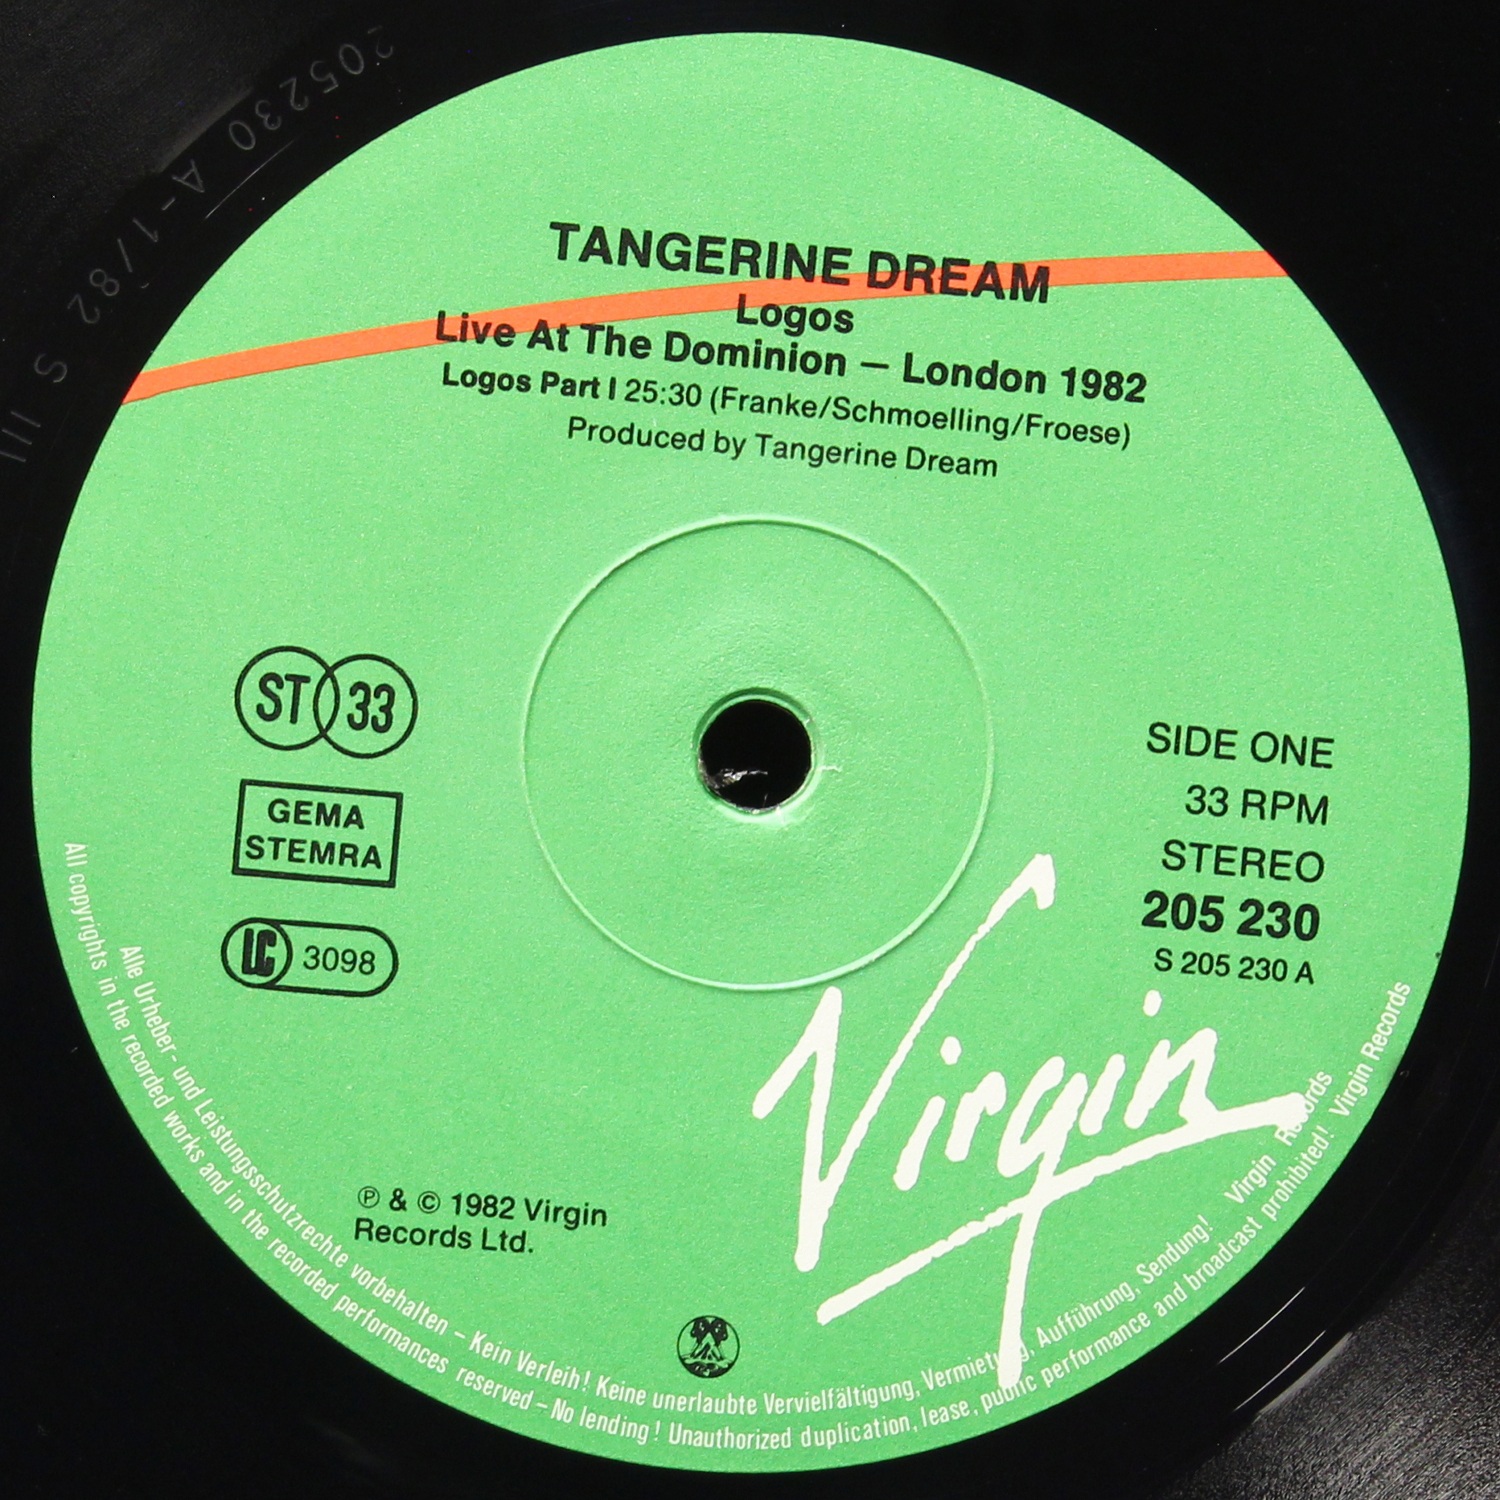 TANGERINE DREAM
Logos
Live At The Dominion – London 1982
Logos Part I 25:30 (Franke/Schmoelling/Froese)
Produced by Tangerine Dream
ST 33
GEMA
STEMRA
LC 3098
SIDE ONE
33 RPM
STEREO
205 230
S 205 230 A
Virgin
℗ & © 1982 Virgin
Records Ltd.
Alle Urheber- und Leistungsschutzrechte vorbehalten – Kein Verleih! Keine unerlaubte Vervielfältigung, Vermietung, Aufführung, Sendung! Virgin Records
All copyrights in the recorded works and in the recorded performances reserved – No lending! Unauthorized duplication, lease, public performance and broadcast prohibited! Virgin Records
205230 A-1/82 S III